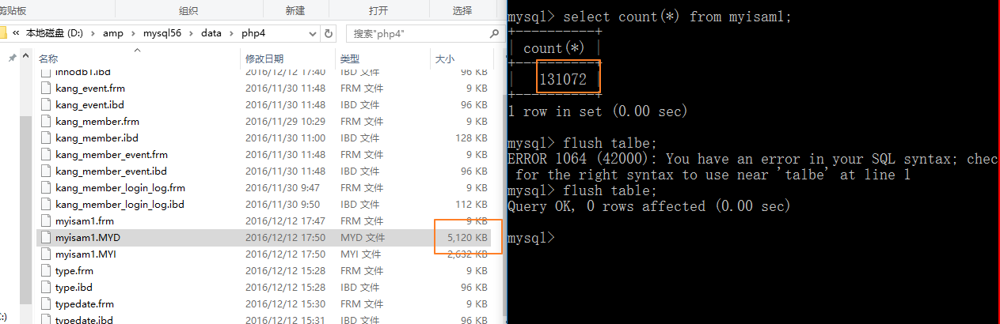 剪贴板 组织 新建 打开 选择
本地磁盘 (D:) › amp › mysql56 › data › php4 搜索"php4"
名称 修改日期 类型 大小
innodb1.ibd 2016/12/12 17:40 IBD 文件 96 KB
kang_event.frm 2016/11/30 11:48 FRM 文件 9 KB
kang_event.ibd 2016/11/30 11:48 IBD 文件 96 KB
kang_member.frm 2016/11/29 10:29 FRM 文件 9 KB
kang_member.ibd 2016/11/30 11:00 IBD 文件 128 KB
kang_member_event.frm 2016/11/30 11:48 FRM 文件 9 KB
kang_member_event.ibd 2016/11/30 11:48 IBD 文件 96 KB
kang_member_login_log.frm 2016/11/30 9:47 FRM 文件 9 KB
kang_member_login_log.ibd 2016/11/30 9:50 IBD 文件 112 KB
myisam1.frm 2016/12/12 17:47 FRM 文件 9 KB
myisam1.MYD 2016/12/12 17:50 MYD 文件 5,120 KB
myisam1.MYI 2016/12/12 17:50 MYI 文件 2,632 KB
type.frm 2016/12/12 15:28 FRM 文件 9 KB
type.ibd 2016/12/12 15:28 IBD 文件 96 KB
typedate.frm 2016/12/12 15:30 FRM 文件 9 KB
typedate.ibd 2016/12/12 15:31 IBD 文件 96 KB
:)
mysql> select count(*) from myisam1;
+----------+
| count(*) |
+----------+
| 131072 |
+----------+
1 row in set (0.00 sec)
mysql> flush talbe;
ERROR 1064 (42000): You have an error in your SQL syntax; chec
for the right syntax to use near 'talbe' at line 1
mysql> flush table;
Query OK, 0 rows affected (0.00 sec)
mysql>